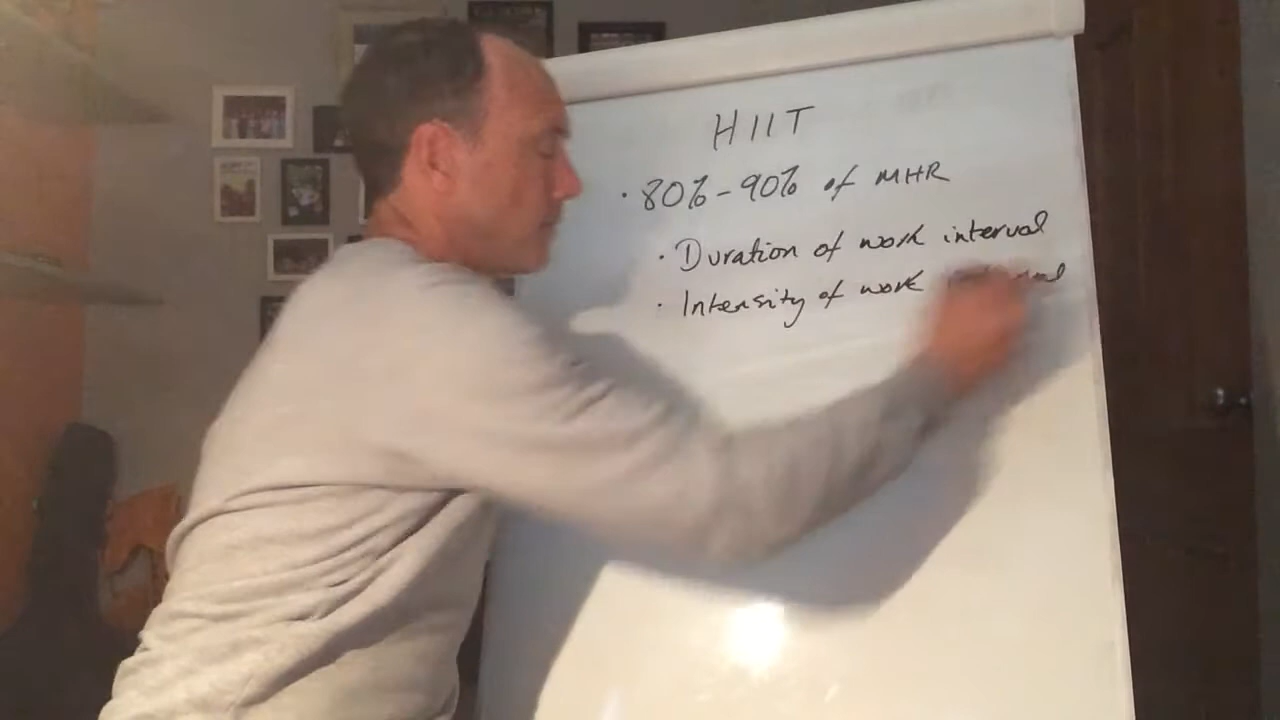 HIIT
· 80%-90% of MHR
· Duration of work interval
· Intensity of work